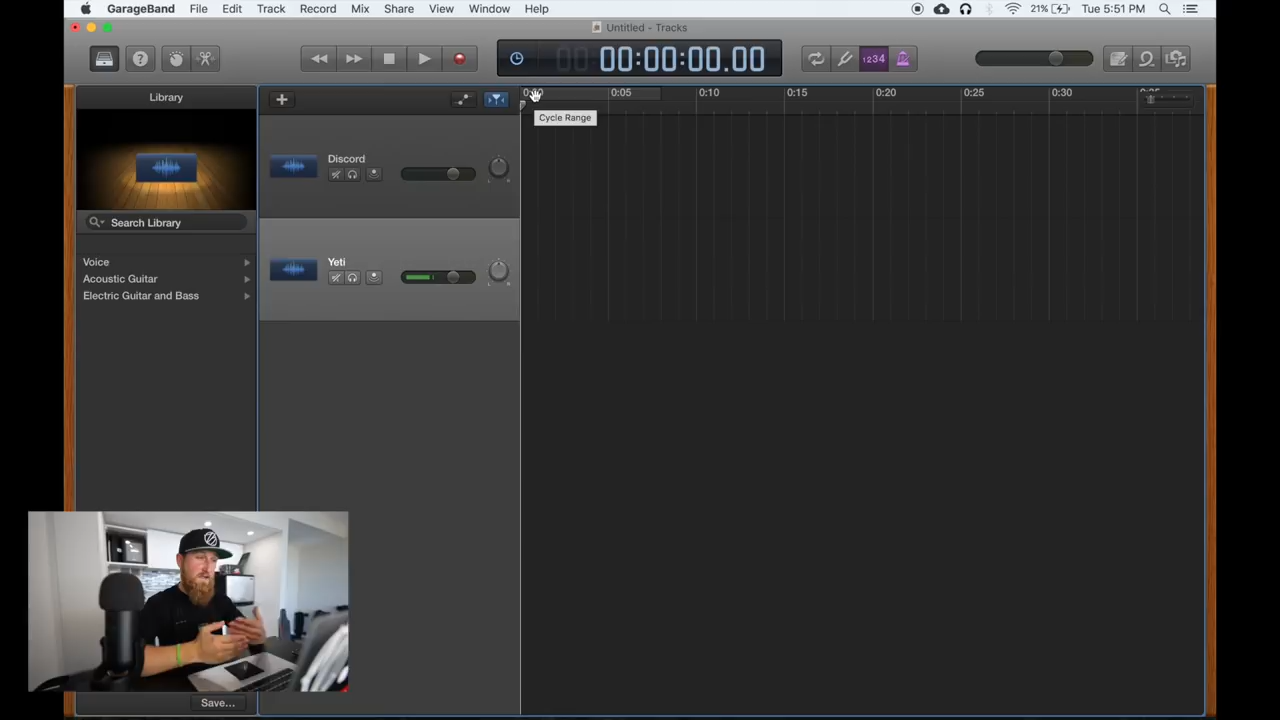 GarageBand File Edit Track Record Mix Share View Window Help 21% Tue 5:51 PM
Untitled - Tracks
00:00:00.00 1234
Library
0:05 0:10 0:15 0:20 0:25 0:30
Cycle Range
Discord
L R
Search Library
Voice
Acoustic Guitar
Electric Guitar and Bass
Yeti
L R
Save...